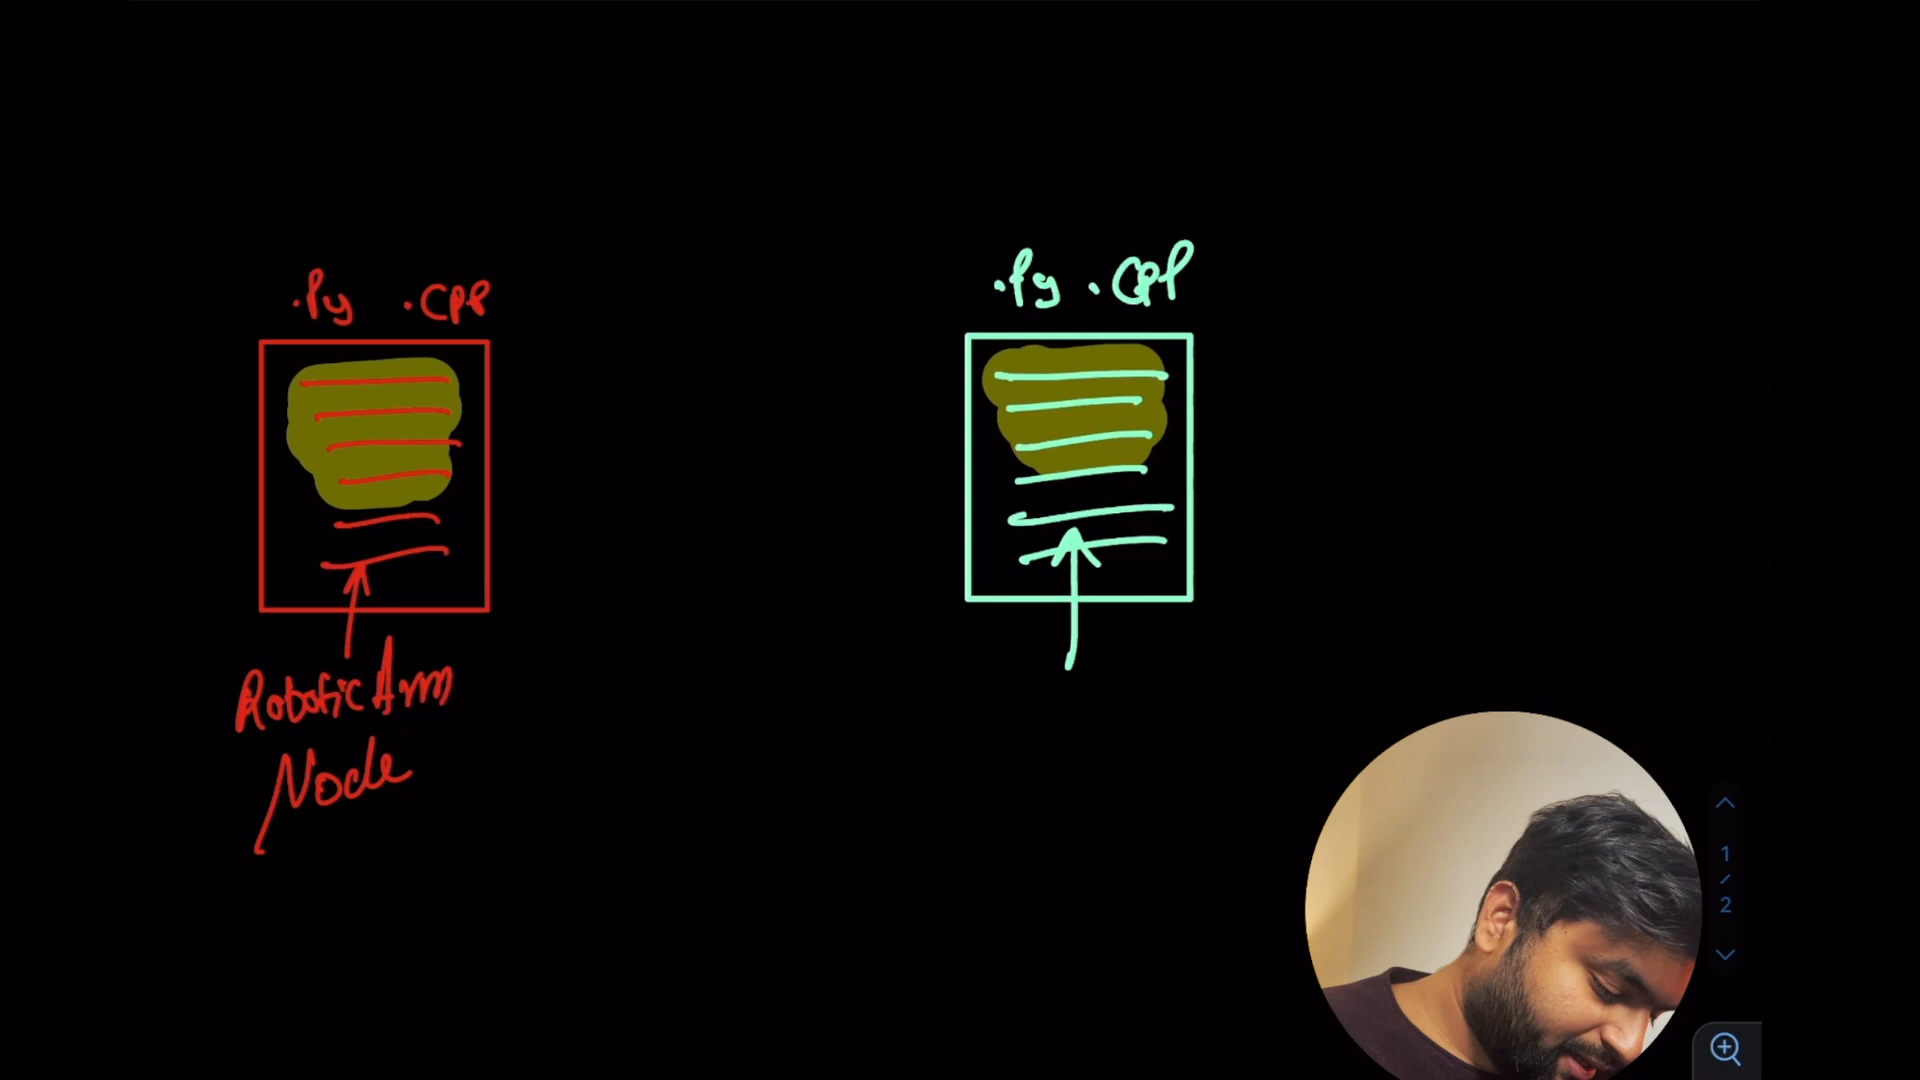 .Py .CPP
.Py .CPP
Robotic Arm
Node
1
/
2